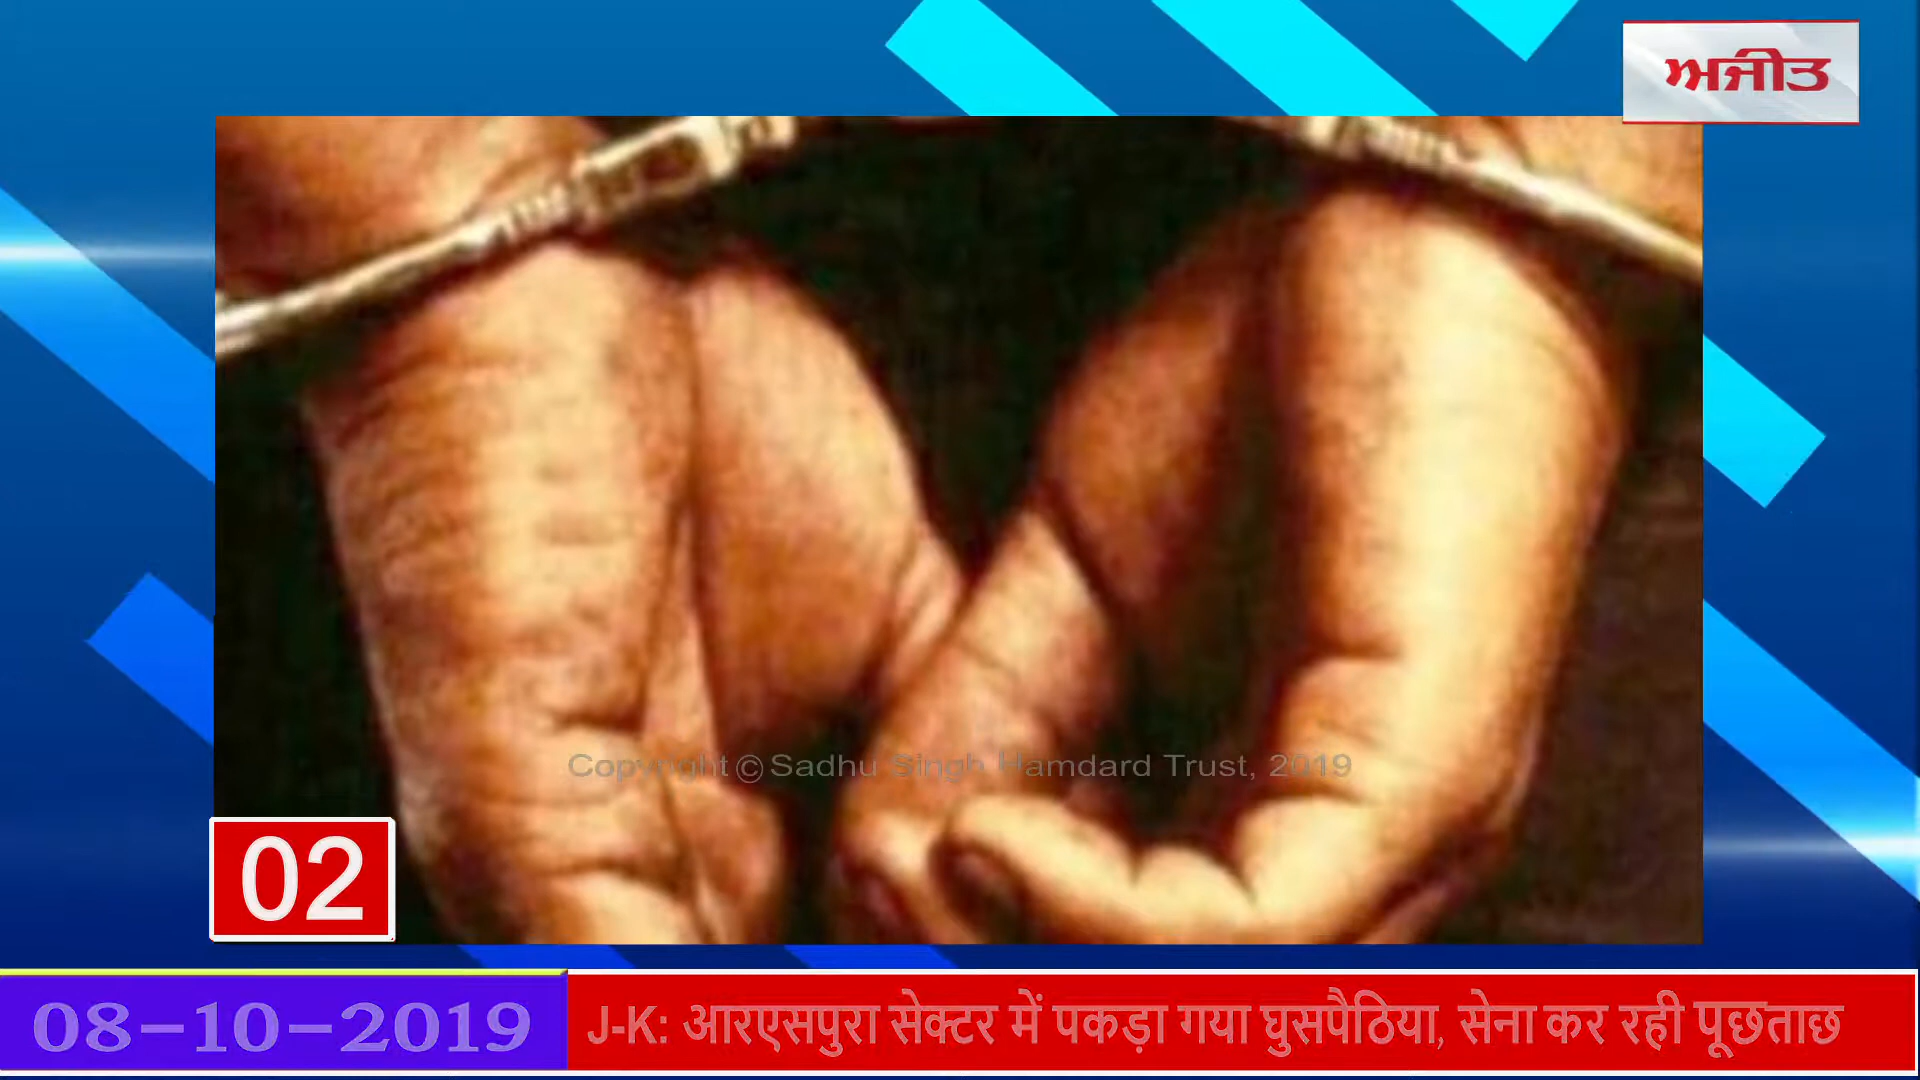 ਅਜੀਤ
Copyright © Sadhu Singh Hamdard Trust, 2019
02
08-10-2019
J-K: आरएसपुरा सेक्टर में पकड़ा गया घुसपैठिया, सेना कर रही पूछताछ